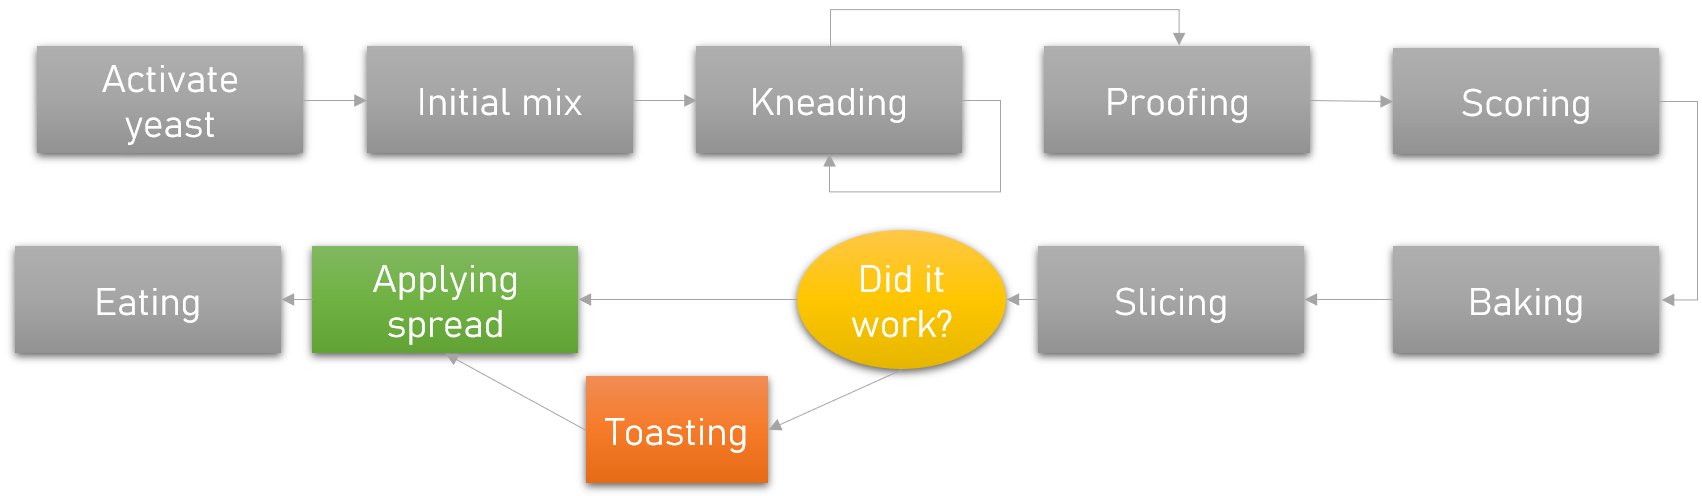 Activate
yeast
Initial mix
Kneading
Proofing
Scoring
Baking
Slicing
Did it
work?
Applying
spread
Eating
Toasting